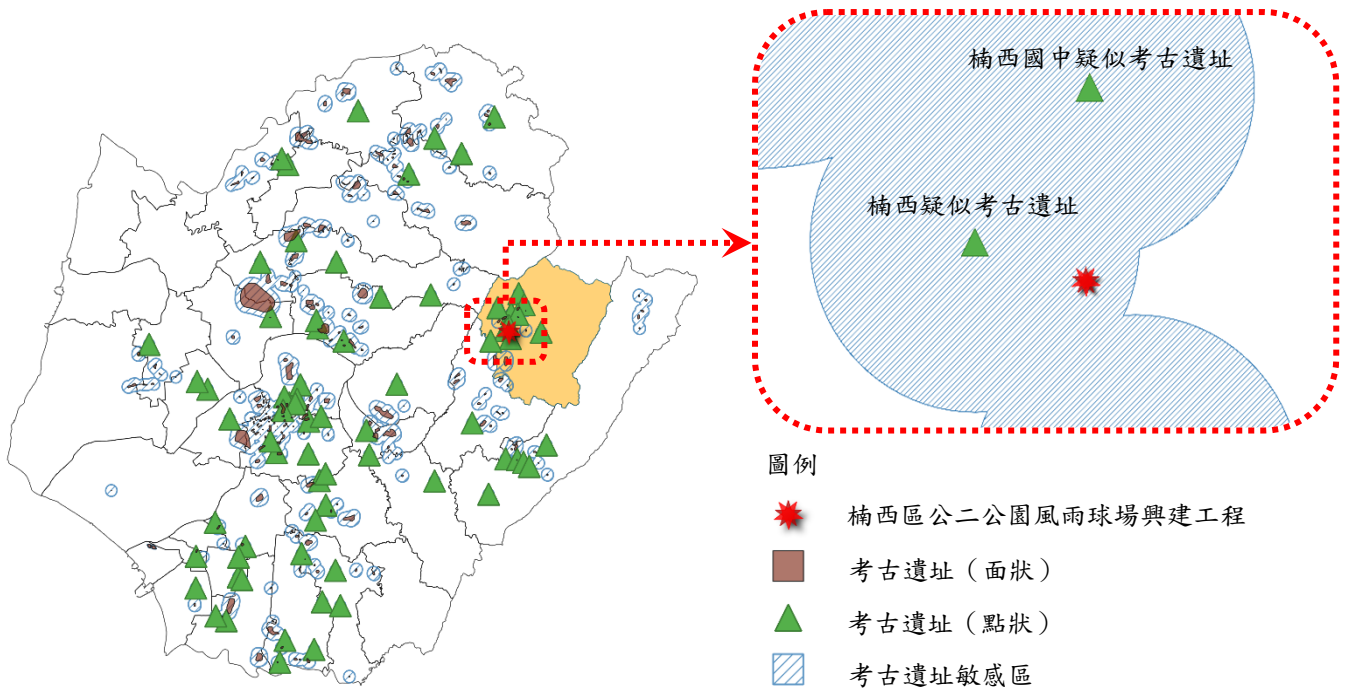 楠西國中疑似考古遺址
楠西疑似考古遺址
圖例
楠西區公二公園風雨球場興建工程
考古遺址（面狀）
考古遺址（點狀）
考古遺址敏感區